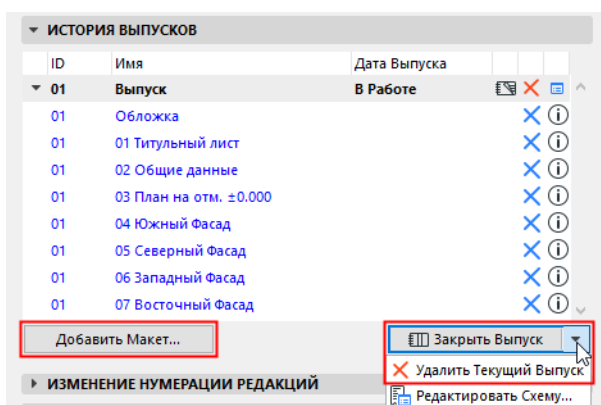 ИСТОРИЯ ВЫПУСКОВ
ID Имя Дата Выпуска
01 Выпуск В Работе
01 Обложка
01 01 Титульный лист
01 02 Общие данные
01 03 План на отм. ±0.000
01 04 Южный Фасад
01 05 Северный Фасад
01 06 Западный Фасад
01 07 Восточный Фасад
Добавить Макет... Закрыть Выпуск
Удалить Текущий Выпуск
ИЗМЕНЕНИЕ НУМЕРАЦИИ РЕДАКЦИЙ
Редактировать Схему...